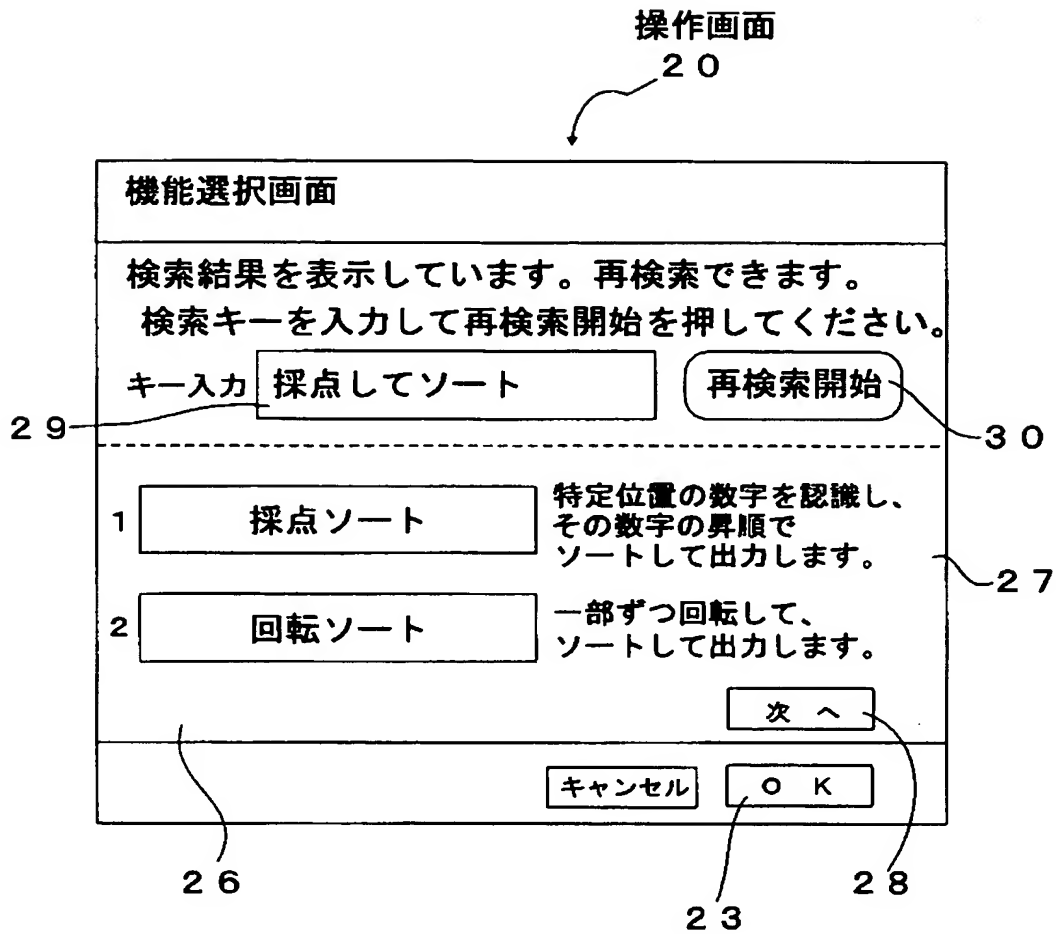 操作画面
２０
機能選択画面
検索結果を表示しています。再検索できます。
検索キーを入力して再検索開始を押してください。
キー入力 採点してソート 再検索開始
２９
３０
1 採点ソート
特定位置の数字を認識し、
その数字の昇順で
ソートして出力します。
２７
2 回転ソート
一部ずつ回転して、
ソートして出力します。
次 へ
キャンセル Ｏ Ｋ
２６
２８
２３